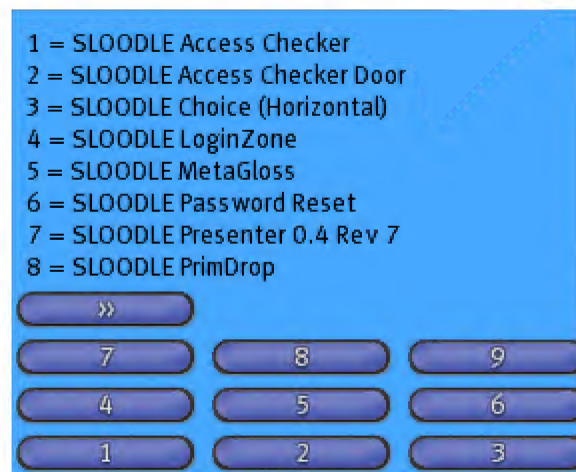 1 = SLOODLE Access Checker
2 = SLOODLE Access Checker Door
3 = SLOODLE Choice (Horizontal)
4 = SLOODLE LoginZone
5 = SLOODLE MetaGloss
6 = SLOODLE Password Reset
7 = SLOODLE Presenter 0.4 Rev 7
8 = SLOODLE PrimDrop
»
7 8 9
4 5 6
1 2 3